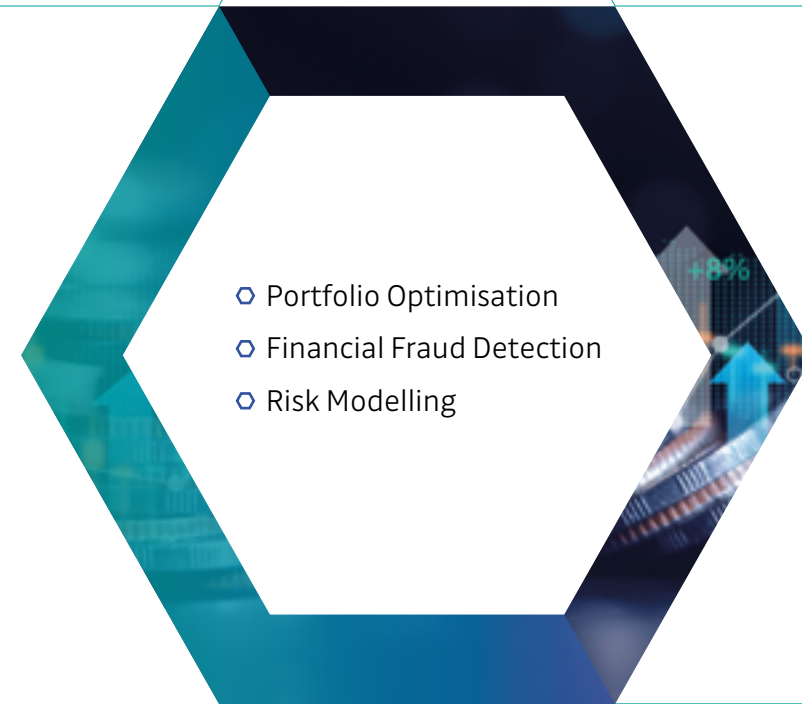 Portfolio Optimisation
Financial Fraud Detection
Risk Modelling
+8%